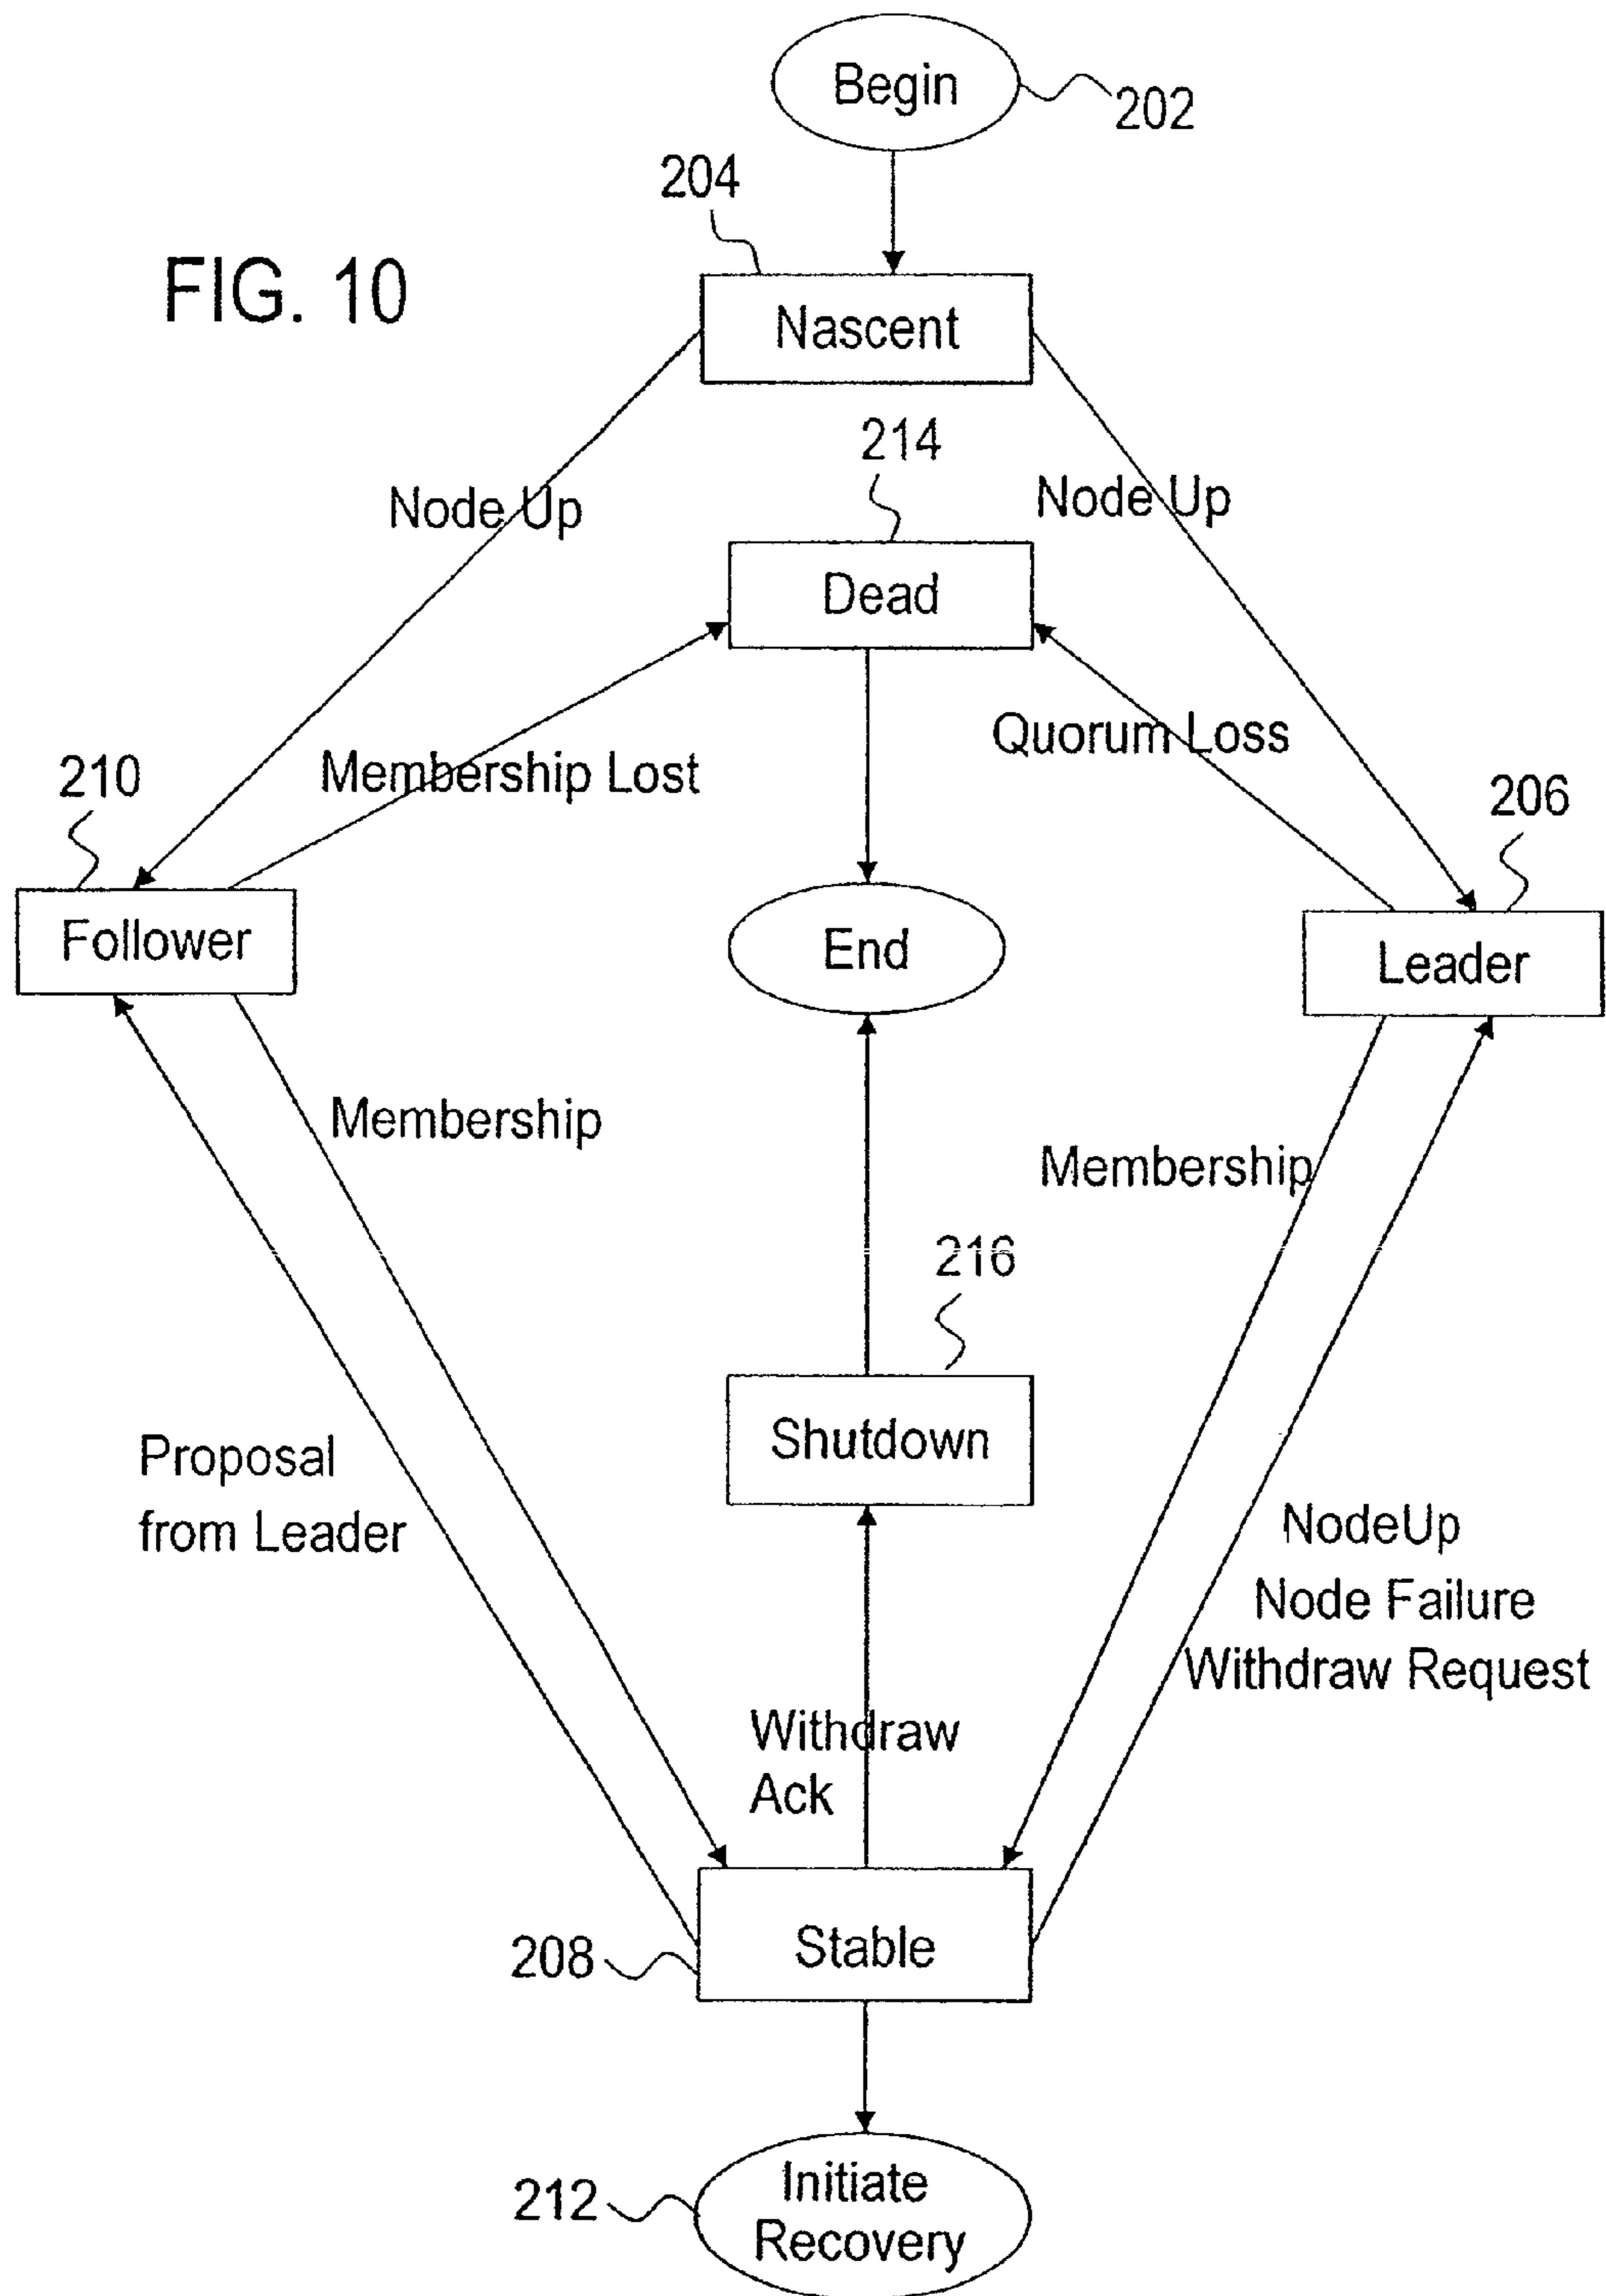 Begin
202
204
FIG. 10
Nascent
214
Node Up
Node Up
Dead
Quorum Loss
Membership Lost
210
206
Follower
End
Leader
Membership
Membership
216
Shutdown
Proposal
from Leader
NodeUp
Node Failure
Withdraw Request
Withdraw
Ack
Stable
208
Initiate
212
Recovery